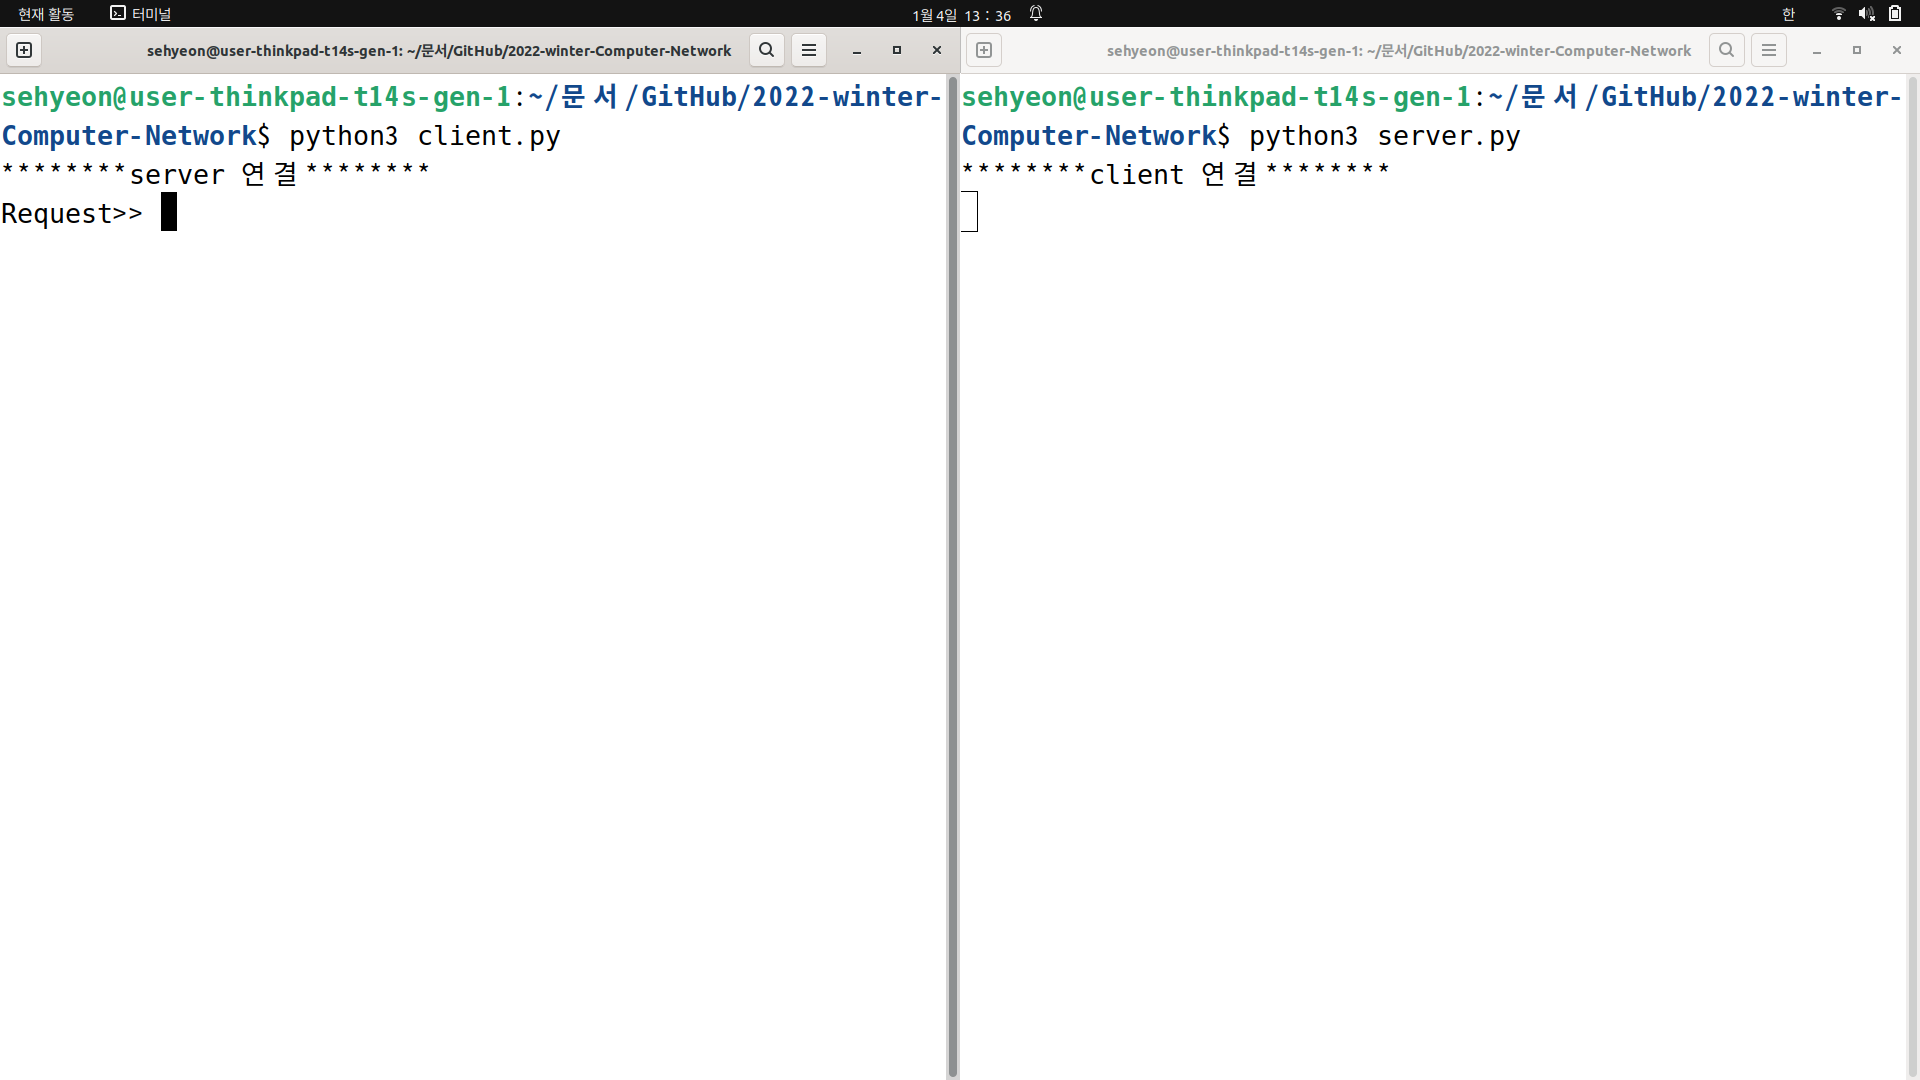 현재 활동 터미널 1월 4일 13 : 36 한
sehyeon@user-thinkpad-t14s-gen-1: ~/문서/GitHub/2022-winter-Computer-Network
sehyeon@user-thinkpad-t14s-gen-1:~/문서/GitHub/2022-winter-
Computer-Network$ python3 client.py
********server 연결********
Request>>
sehyeon@user-thinkpad-t14s-gen-1: ~/문서/GitHub/2022-winter-Computer-Network
sehyeon@user-thinkpad-t14s-gen-1:~/문서/GitHub/2022-winter-
Computer-Network$ python3 server.py
********client 연결********